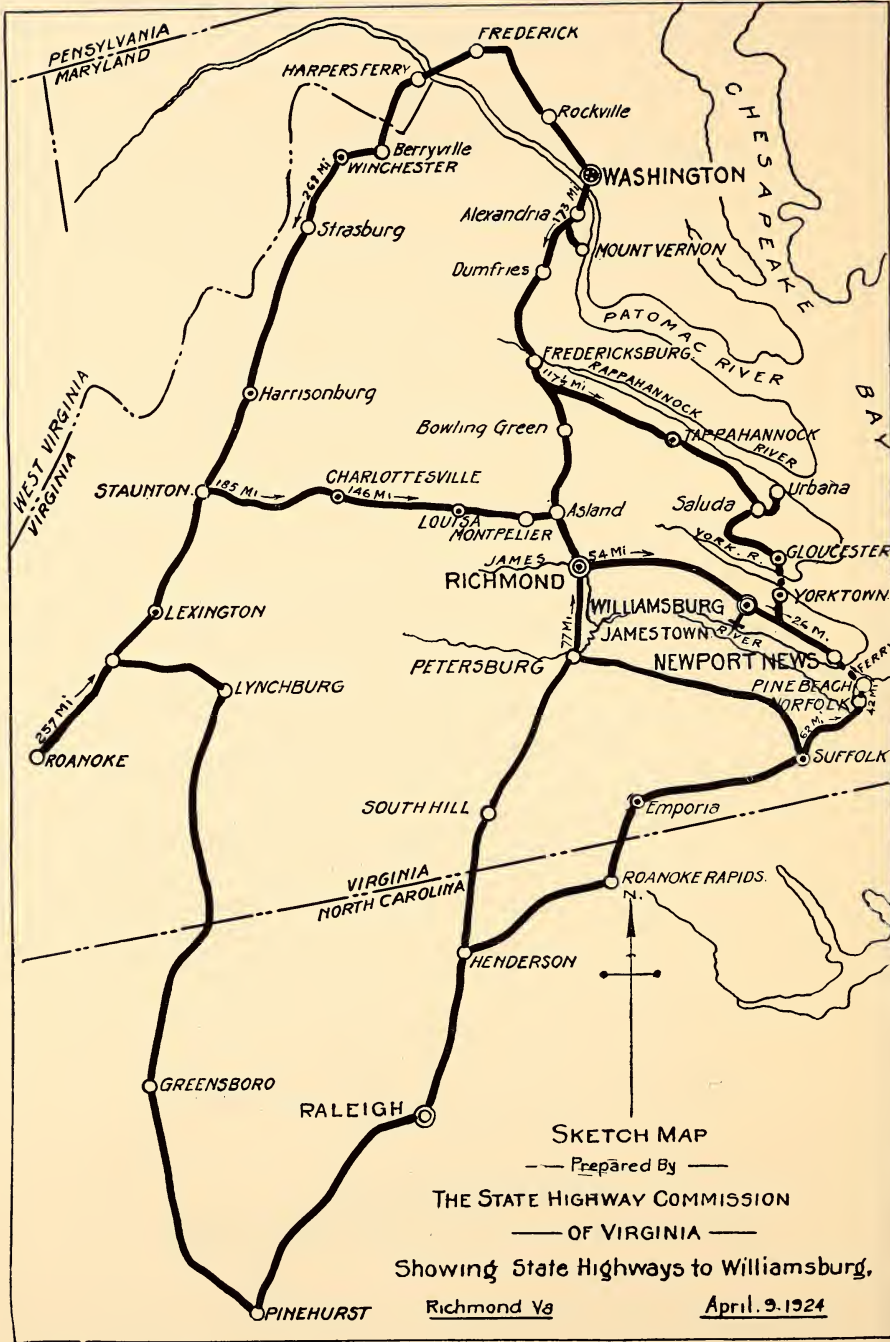 PENSYLVANIA
MARYLAND
FREDERICK
HARPERS FERRY
Rockville
CHESAPEAKE
BAY
Berryville
WINCHESTER
268 Mi
WASHINGTON
173 Mi
Alexandria
Strasburg
MOUNT VERNON
Dumfries
PATOMAC RIVER
FREDERICKSBURG.
117½ Mi
RAPPAHANNOCK
RIVER
Harrisonburg
Bowling Green
TAPPAHANNOCK
WEST VIRGINIA
VIRGINIA
STAUNTON.
185 Mi
CHARLOTTESVILLE
146 Mi
LOUISA
MONTPELIER
Asland
Saluda
Urbana
YORK. R.
GLOUCESTER
JAMES
RICHMOND
54 Mi
WILLIAMSBURG
YORKTOWN.
LEXINGTON
JAMESTOWN.
RIVER
26 M.
77 Mi
PETERSBURG
NEWPORT NEWS
FERRY
LYNCHBURG
PINE BEACH
NORFOLK
42 Mi
257 Mi
ROANOKE
62 Mi.
SUFFOLK
SOUTH HILL
Emporia
VIRGINIA
NORTH CAROLINA
ROANOKE RAPIDS.
N.
HENDERSON
GREENSBORO
RALEIGH
PINEHURST
SKETCH MAP
Prepared By
THE STATE HIGHWAY COMMISSION
OF VIRGINIA
Showing State Highways to Williamsburg,
Richmond Va April. 9. 1924